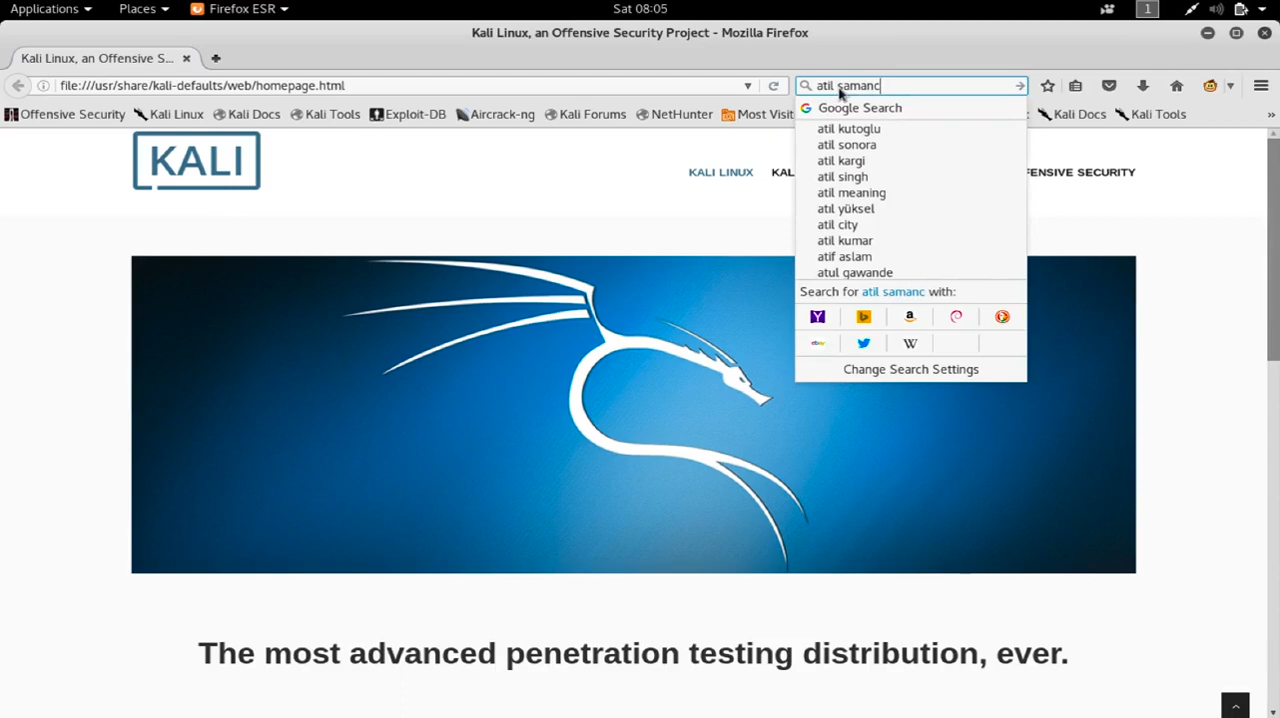 Applications Places Firefox ESR Sat 08:05 1
Kali Linux, an Offensive Security Project - Mozilla Firefox
Kali Linux, an Offensive S...
file:///usr/share/kali-defaults/web/homepage.html atil samanc
Offensive Security Kali Linux Kali Docs Kali Tools Exploit-DB Aircrack-ng Kali Forums NetHunter Most Visit Kali Docs Kali Tools »
Google Search
atil kutoglu
atil sonora
atil kargi
atil singh
atil meaning
atıl yüksel
atil city
atil kumar
atif aslam
atul gawande
Search for atil samanc with:
ebay W
Change Search Settings
KALI
KALI LINUX KAL FENSIVE SECURITY
The most advanced penetration testing distribution, ever.